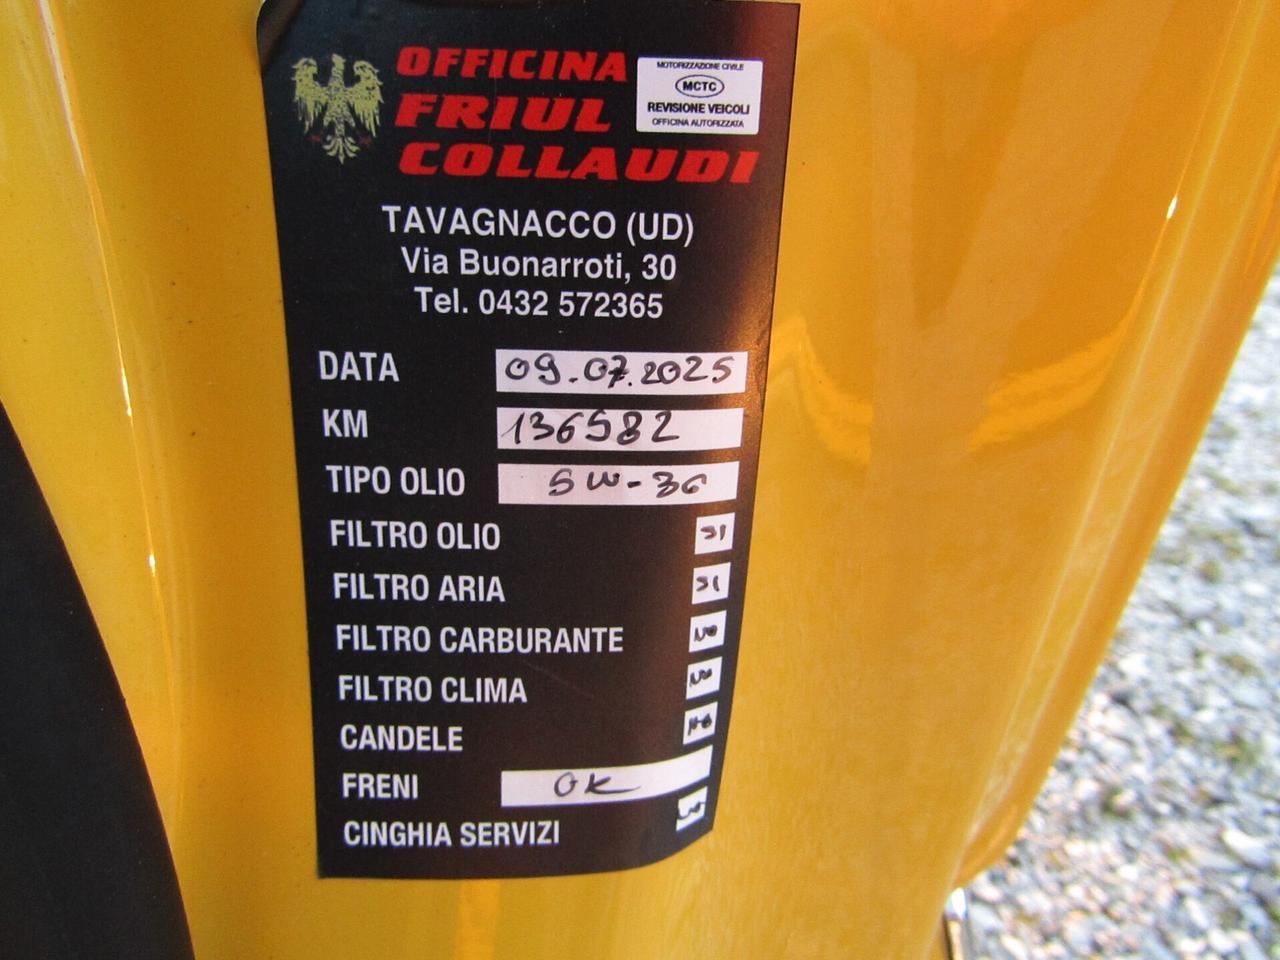 OFFICINA
FRIUL
COLLAUDI
MOTORIZZAZIONE CIVILE
MCTC
REVISIONE VEICOLI
OFFICINA AUTORIZZATA
TAVAGNACCO (UD)
Via Buonarroti, 30
Tel. 0432 572365
DATA 09.07.2025
KM 136582
TIPO OLIO 5W-30
FILTRO OLIO SI
FILTRO ARIA SI
FILTRO CARBURANTE NO
FILTRO CLIMA NO
CANDELE
FRENI OK
CINGHIA SERVIZI